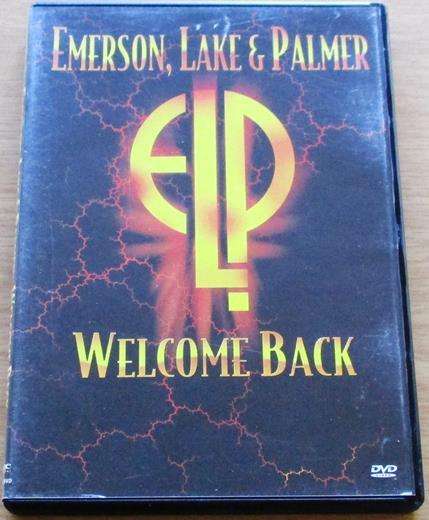 EMERSON, LAKE & PALMER
ELP
WELCOME BACK
DVD